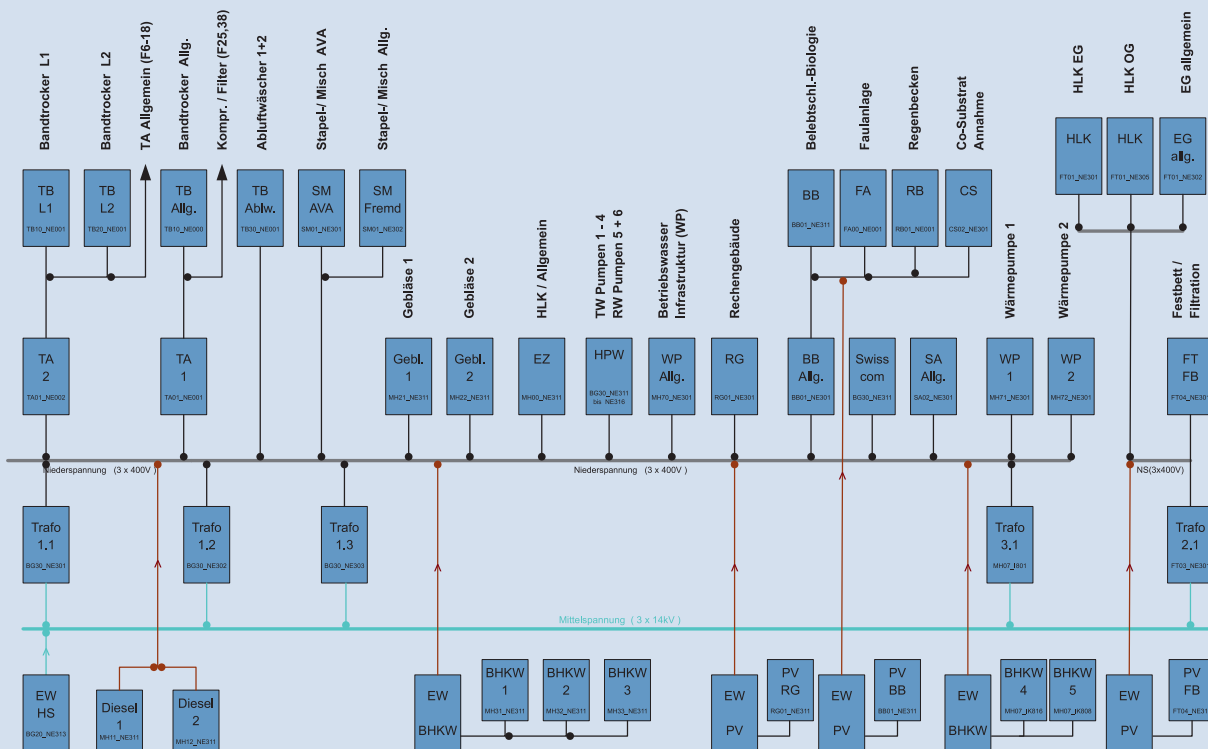 Bandtrocker L1
Bandtrocker L2
TA Allgemein (F6-18)
Bandtrocker Allg.
Kompr. / Filter (F25,38)
Abluftwäscher 1+2
Stapel-/ Misch AVA
Stapel-/ Misch Allg.
Belebtschl.-Biologie
Faulanlage
Regenbecken
Co-Substrat
Annahme
HLK EG
HLK OG
EG allgemein
HLK
FT01_NE301
HLK
FT01_NE305
EG
allg.
FT01_NE302
TB
L1
TB10_NE001
TB
L2
TB20_NE001
TB
Allg.
TB10_NE000
TB
Ablw.
TB30_NE001
SM
AVA
SM01_NE301
SM
Fremd
SM01_NE302
BB
BB01_NE311
FA
FA00_NE001
RB
RB01_NE001
CS
CS02_NE301
Gebläse 1
Gebläse 2
HLK / Allgemein
TW Pumpen 1 - 4
RW Pumpen 5 + 6
Betriebswasser
Infrastruktur (WP)
Rechengebäude
Wärmepumpe 1
Wärmepumpe 2
Festbett /
Filtration
TA
2
TA01_NE002
TA
1
TA01_NE001
Gebl.
1
MH21_NE311
Gebl.
2
MH22_NE311
EZ
MH00_NE311
HPW
BG30_NE311
bis NE316
WP
Allg.
MH70_NE301
RG
RG01_NE301
BB
Allg.
BB01_NE301
Swiss
com
BG30_NE311
SA
Allg.
SA02_NE301
WP
1
MH71_NE301
WP
2
MH72_NE301
FT
FB
FT04_NE301
Niederspannung (3 x 400V )
Niederspannung (3 x 400V )
NS(3x400V)
Trafo
1.1
BG30_NE301
Trafo
1.2
BG30_NE302
Trafo
1.3
BG30_NE303
Trafo
3.1
MH07_I801
Trafo
2.1
FT03_NE301
Mittelspannung ( 3 x 14kV )
EW
HS
BG20_NE313
Diesel
1
MH11_NE311
Diesel
2
MH12_NE311
EW
BHKW
BHKW
1
MH31_NE311
BHKW
2
MH32_NE311
BHKW
3
MH33_NE311
EW
PV
PV
RG
RG01_NE311
EW
PV
PV
BB
BB01_NE311
EW
BHKW
BHKW
4
MH07_IK816
BHKW
5
MH07_IK808
EW
PV
PV
FB
FT04_NE311